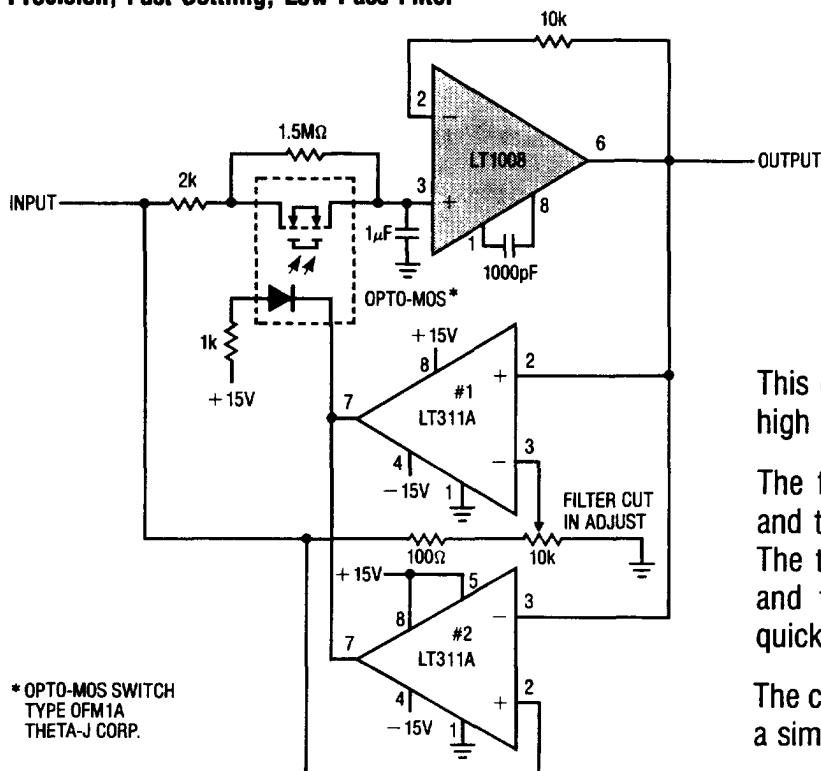 Precision, Fast Settling, Low Pass Filter
10k
2
−
1.5MΩ
LT1008
6
OUTPUT
2k
3
+
INPUT
8
1
1µF
1000pF
OPTO-MOS*
1k
+15V
+15V
8
+
2
7
#1
LT311A
−
3
4
−15V
1
FILTER CUT
IN ADJUST
100Ω
10k
+15V
5
8
−
3
7
#2
LT311A
+
2
4
−15V
1
* OPTO-MOS SWITCH
TYPE OFM1A
THETA-J CORP.
This
high
The f
and t
The t
and
quick
The c
a sim